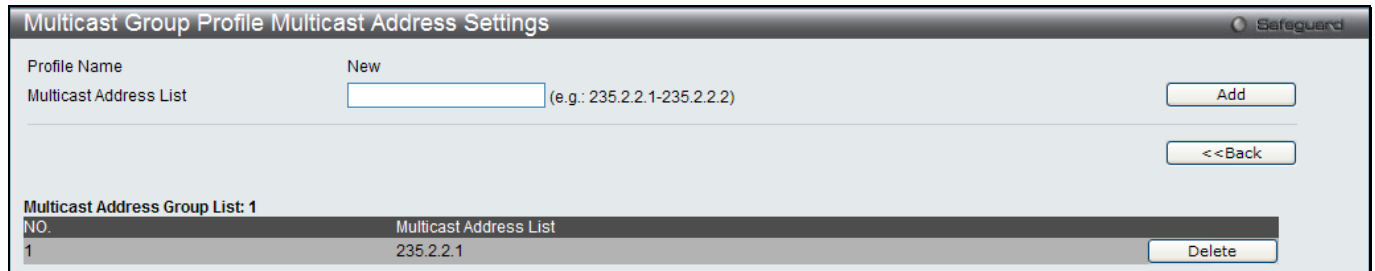 Multicast Group Profile Multicast Address Settings Safeguard
Profile Name New
Multicast Address List (e.g.: 235.2.2.1-235.2.2.2) Add
<<Back
Multicast Address Group List: 1
NO. Multicast Address List
1 235.2.2.1 Delete